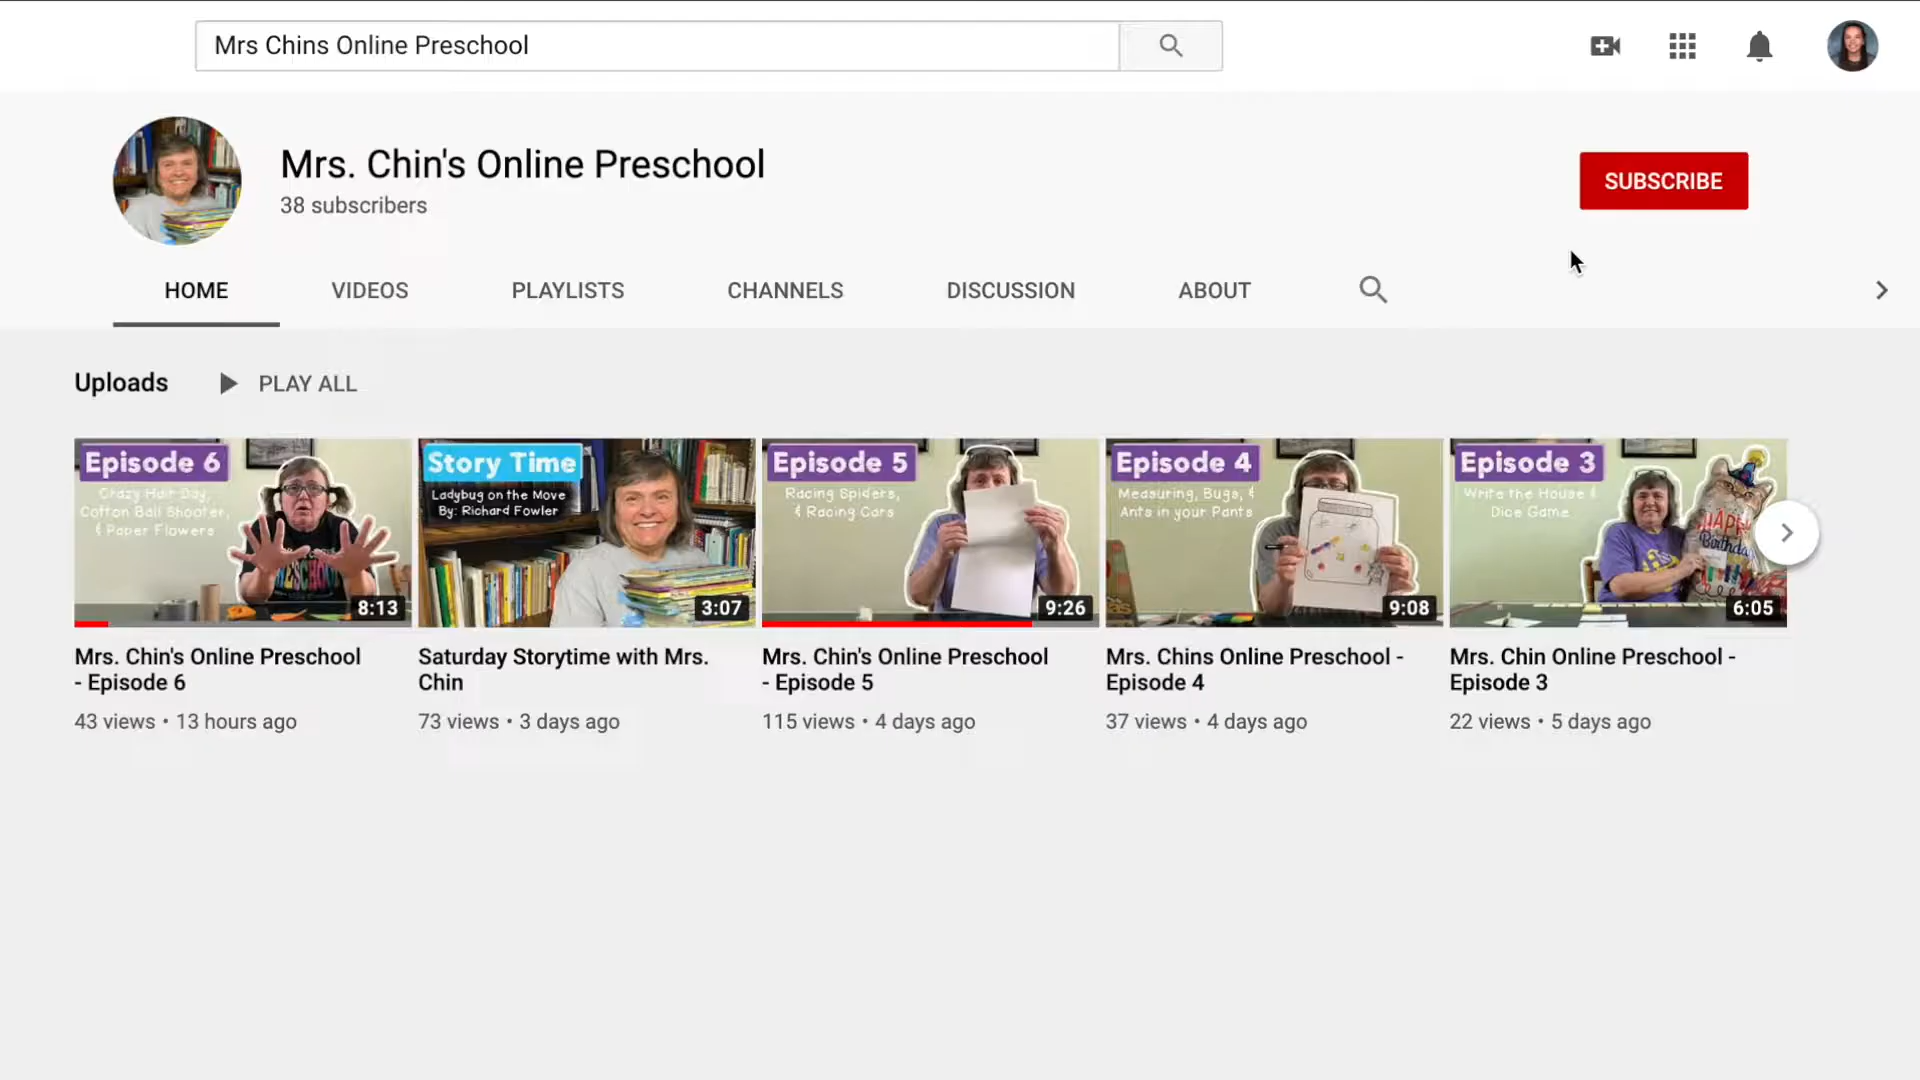 Mrs Chins Online Preschool
Mrs. Chin's Online Preschool
38 subscribers
SUBSCRIBE
HOME
VIDEOS
PLAYLISTS
CHANNELS
DISCUSSION
ABOUT
Uploads
PLAY ALL
Episode 6
Crazy Hair Day,
Cotton Ball Shooter,
& Paper Flowers
8:13
Mrs. Chin's Online Preschool
- Episode 6
43 views • 13 hours ago
Story Time
Ladybug on the Move
By: Richard Fowler
3:07
Saturday Storytime with Mrs.
Chin
73 views • 3 days ago
Episode 5
Racing Spiders,
& Racing Cars
9:26
Mrs. Chin's Online Preschool
- Episode 5
115 views • 4 days ago
Episode 4
Measuring, Bugs, &
Ants in your Pants
9:08
Mrs. Chins Online Preschool -
Episode 4
37 views • 4 days ago
Episode 3
Write the House &
Dice Game
Birthday
6:05
Mrs. Chin Online Preschool -
Episode 3
22 views • 5 days ago